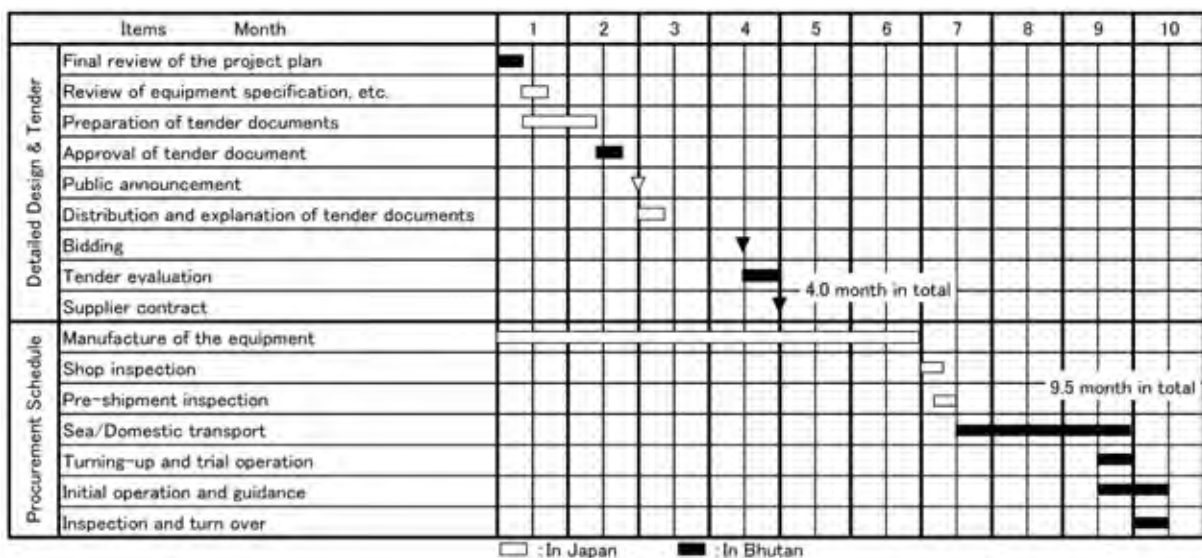 Items Month 1 2 3 4 5 6 7 8 9 10
Detailed Design & Tender
Final review of the project plan
Review of equipment specification, etc.
Preparation of tender documents
Approval of tender document
Public announcement
Distribution and explanation of tender documents
Bidding
Tender evaluation
4.0 month in total
Supplier contract
Procurement Schedule
Manufacture of the equipment
Shop inspection
9.5 month in total
Pre-shipment inspection
Sea/Domestic transport
Turning-up and trial operation
Initial operation and guidance
Inspection and turn over
:In Japan :In Bhutan